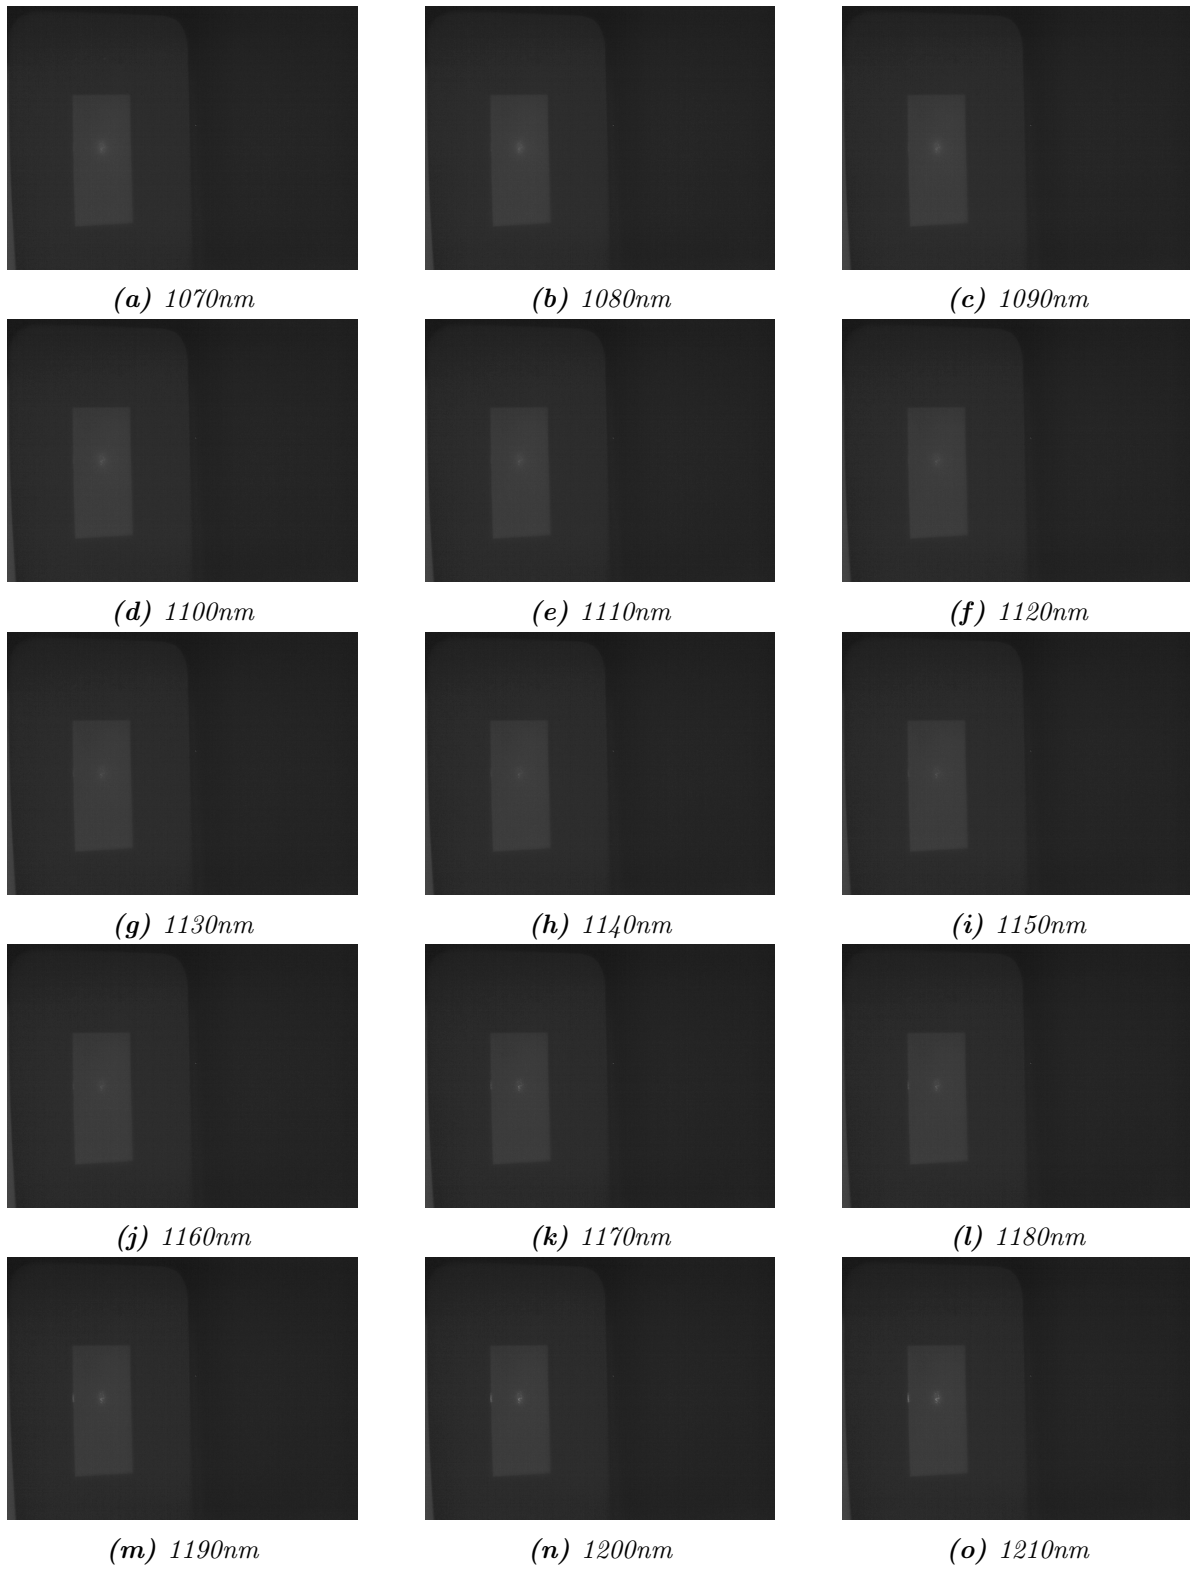 (a) 1070nm
(b) 1080nm
(c) 1090nm
(d) 1100nm
(e) 1110nm
(f) 1120nm
(g) 1130nm
(h) 1140nm
(i) 1150nm
(j) 1160nm
(k) 1170nm
(l) 1180nm
(m) 1190nm
(n) 1200nm
(o) 1210nm